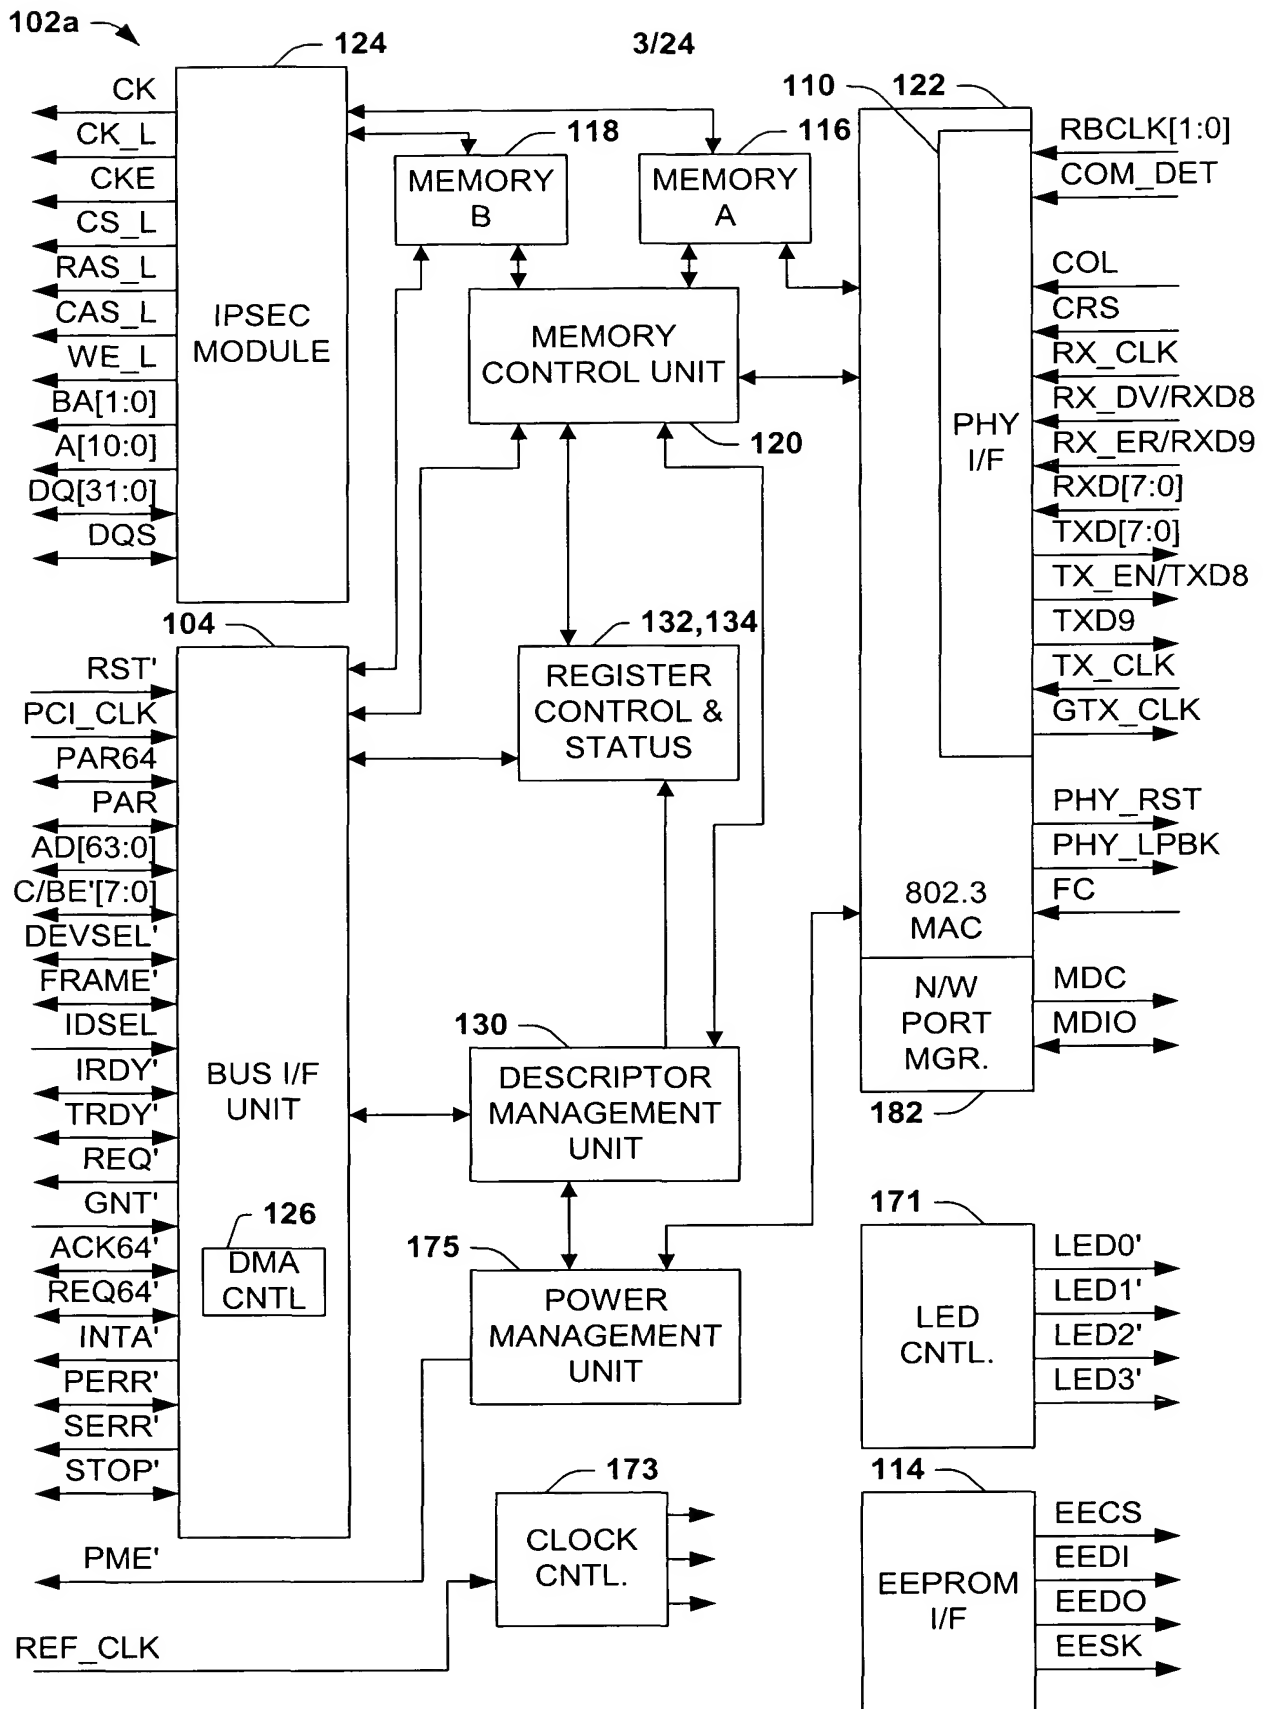 102a
124
3/24
CK
CK_L
CKE
CS_L
RAS_L
CAS_L
WE_L
BA[1:0]
A[10:0]
DQ[31:0]
DQS
IPSEC
MODULE
118
MEMORY
B
116
MEMORY
A
MEMORY
CONTROL UNIT
120
110
122
PHY
I/F
RBCLK[1:0]
COM_DET
COL
CRS
RX_CLK
RX_DV/RXD8
RX_ER/RXD9
RXD[7:0]
TXD[7:0]
TX_EN/TXD8
TXD9
TX_CLK
GTX_CLK
PHY_RST
PHY_LPBK
FC
802.3
MAC
N/W
PORT
MGR.
MDC
MDIO
182
104
RST'
PCI_CLK
PAR64
PAR
AD[63:0]
C/BE'[7:0]
DEVSEL'
FRAME'
IDSEL
IRDY'
TRDY'
REQ'
GNT'
ACK64'
REQ64'
INTA'
PERR'
SERR'
STOP'
PME'
REF_CLK
BUS I/F
UNIT
126
DMA
CNTL
132,134
REGISTER
CONTROL &
STATUS
130
DESCRIPTOR
MANAGEMENT
UNIT
175
POWER
MANAGEMENT
UNIT
173
CLOCK
CNTL.
171
LED
CNTL.
LED0'
LED1'
LED2'
LED3'
114
EEPROM
I/F
EECS
EEDI
EEDO
EESK